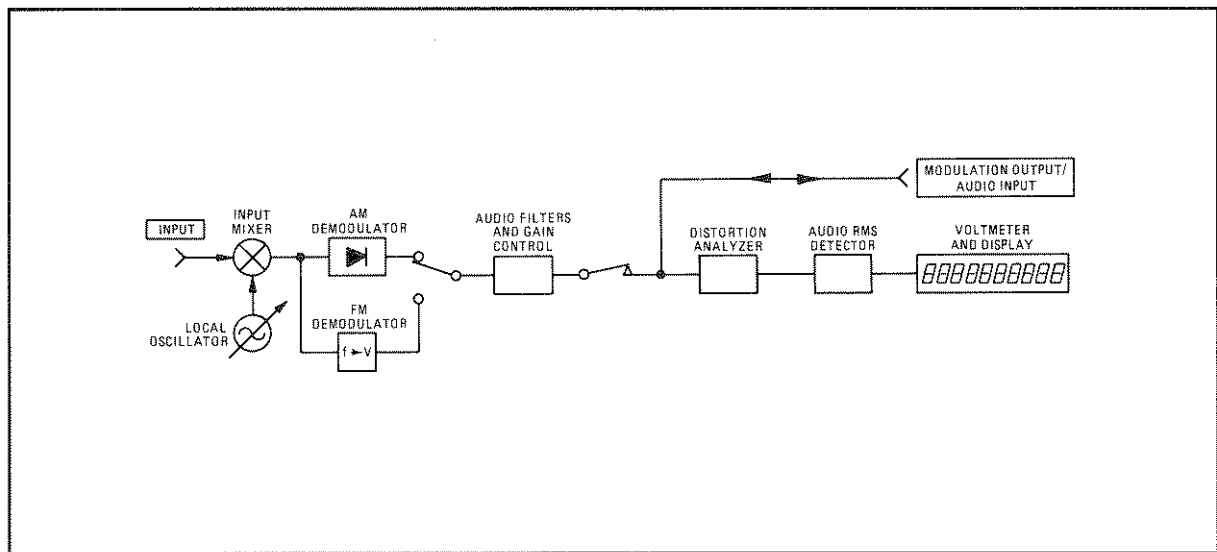 MODULATION OUTPUT/
AUDIO INPUT
INPUT
INPUT
MIXER
AM
DEMODULATOR
AUDIO FILTERS
AND GAIN
CONTROL
DISTORTION
ANALYZER
AUDIO RMS
DETECTOR
VOLTMETER
AND DISPLAY
8888888888
LOCAL
OSCILLATOR
FM
DEMODULATOR
f►V